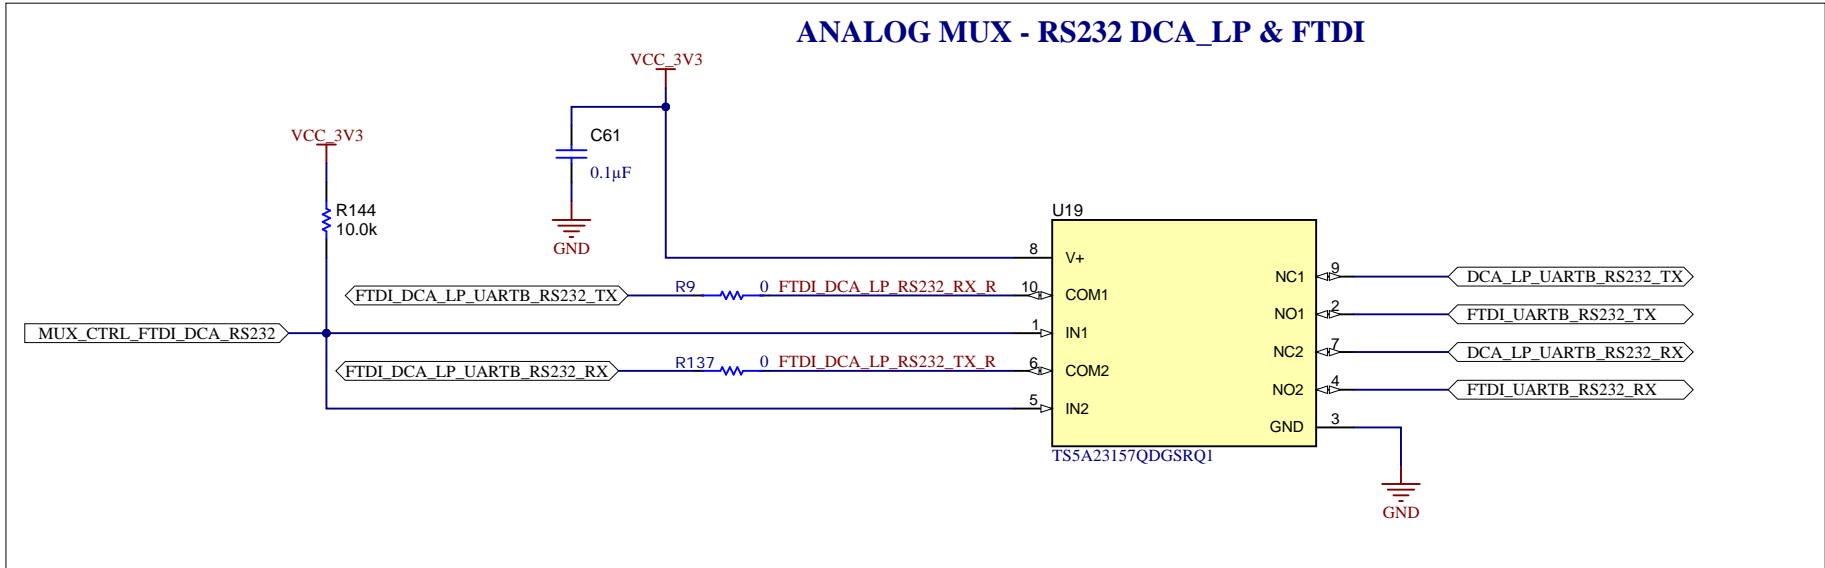 ANALOG MUX - RS232 DCA_LP & FTDI
VCC_3V3
C61
0.1µF
GND
VCC_3V3
R144
10.0k
U19
8
V+
FTDI_DCA_LP_UARTB_RS232_TX
R9
0
FTDI_DCA_LP_RS232_RX_R
10
COM1
MUX_CTRL_FTDI_DCA_RS232
1
IN1
FTDI_DCA_LP_UARTB_RS232_RX
R137
0
FTDI_DCA_LP_RS232_TX_R
6
COM2
5
IN2
NC1
9
DCA_LP_UARTB_RS232_TX
NO1
2
FTDI_UARTB_RS232_TX
NC2
7
DCA_LP_UARTB_RS232_RX
NO2
4
FTDI_UARTB_RS232_RX
GND
3
TS5A23157QDGSRQ1
GND